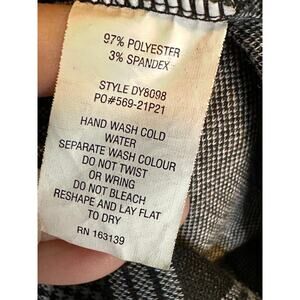 97% POLYESTER
3% SPANDEX
STYLE DY8098
PO#569-21P21
HAND WASH COLD
WATER
SEPARATE WASH COLOUR
DO NOT TWIST
OR WRING
DO NOT BLEACH
RESHAPE AND LAY FLAT
TO DRY
RN 163139